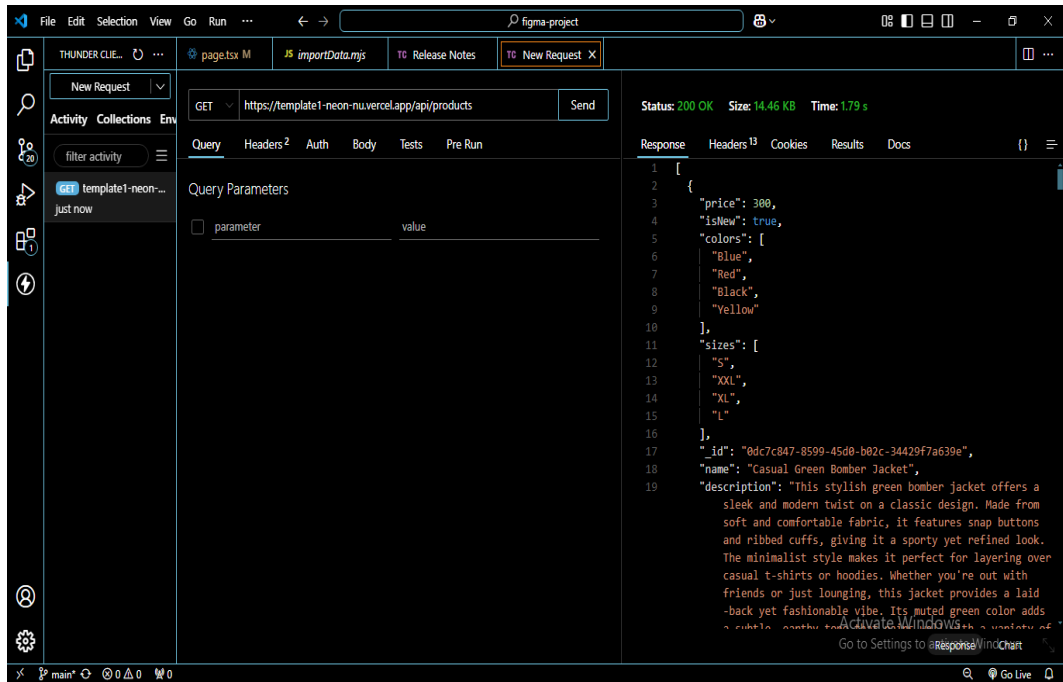 File Edit Selection View Go Run ··· ← → figma-project
THUNDER CLIE... ···
page.tsx M
JS importData.mjs
TC Release Notes
TC New Request X
New Request
Activity Collections Env
filter activity
GET template1-neon-...
just now
20
1
GET https://template1-neon-nu.vercel.app/api/products Send
Query Headers 2 Auth Body Tests Pre Run
Query Parameters
parameter value
Status: 200 OK Size: 14.46 KB Time: 1.79 s
Response Headers 13 Cookies Results Docs {}
1 [
2 {
3 "price": 300,
4 "isNew": true,
5 "colors": [
6 "Blue",
7 "Red",
8 "Black",
9 "Yellow"
10 ],
11 "sizes": [
12 "S",
13 "XXL",
14 "XL",
15 "L"
16 ],
17 "_id": "0dc7c847-8599-45d0-b02c-34429f7a639e",
18 "name": "Casual Green Bomber Jacket",
19 "description": "This stylish green bomber jacket offers a
sleek and modern twist on a classic design. Made from
soft and comfortable fabric, it features snap buttons
and ribbed cuffs, giving it a sporty yet refined look.
The minimalist style makes it perfect for layering over
casual t-shirts or hoodies. Whether you're out with
friends or just lounging, this jacket provides a laid
-back yet fashionable vibe. Its muted green color adds
Activate Windows
Go to Settings to activate Windows.
Response Chart
main* 0 0 0 Go Live